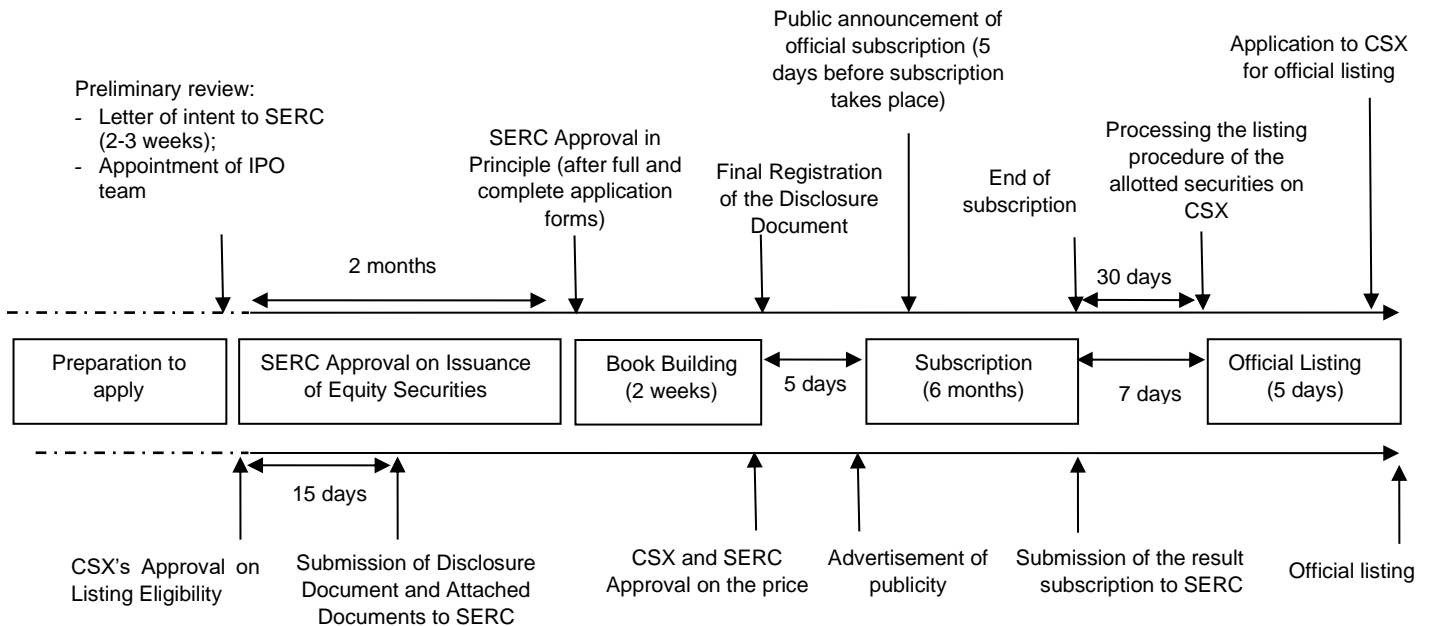 Public announcement of
official subscription (5
days before subscription
takes place)
Application to CSX
for official listing
Preliminary review:
- Letter of intent to SERC
(2-3 weeks);
- Appointment of IPO
team
SERC Approval in
Principle (after full and
complete application
forms)
Final Registration
of the Disclosure
Document
End of
subscription
Processing the listing
procedure of the
allotted securities on
CSX
2 months
30 days
Preparation to
apply
SERC Approval on Issuance
of Equity Securities
Book Building
(2 weeks)
5 days
Subscription
(6 months)
7 days
Official Listing
(5 days)
15 days
CSX's Approval on
Listing Eligibility
Submission of Disclosure
Document and Attached
Documents to SERC
CSX and SERC
Approval on the price
Advertisement of
publicity
Submission of the result
subscription to SERC
Official listing